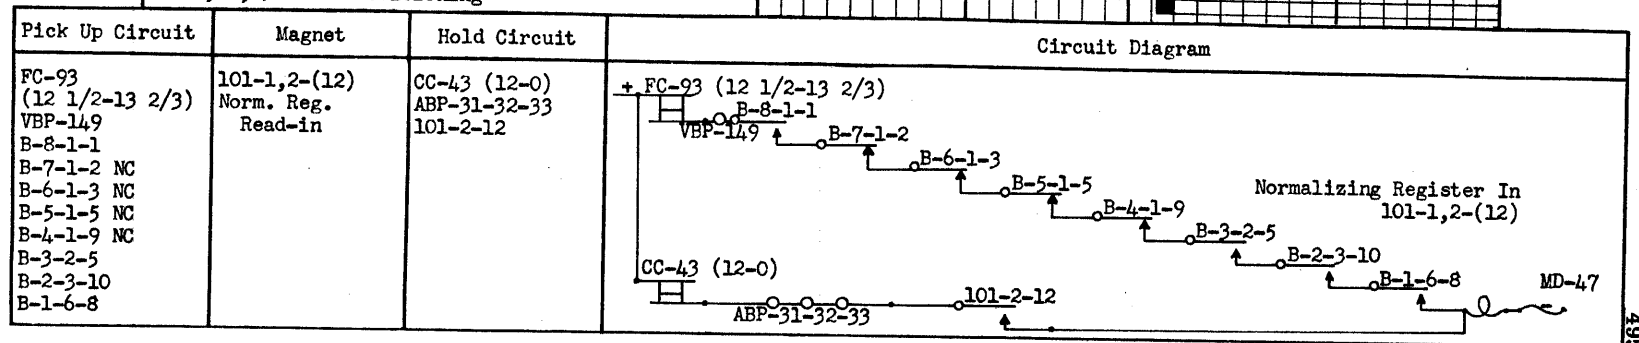 Pick Up Circuit
Magnet
Hold Circuit
Circuit Diagram
FC-93
(12 1/2-13 2/3)
VBP-149
B-8-1-1
B-7-1-2 NC
B-6-1-3 NC
B-5-1-5 NC
B-4-1-9 NC
B-3-2-5
B-2-3-10
B-1-6-8
101-1,2-(12)
Norm. Reg.
Read-in
CC-43 (12-0)
ABP-31-32-33
101-2-12
+ FC-93 (12 1/2-13 2/3)
B-8-1-1
VBP-149
B-7-1-2
B-6-1-3
B-5-1-5
B-4-1-9
B-3-2-5
B-2-3-10
B-1-6-8
MD-47
Normalizing Register In
101-1,2-(12)
CC-43 (12-0)
101-2-12
ABP-31-32-33